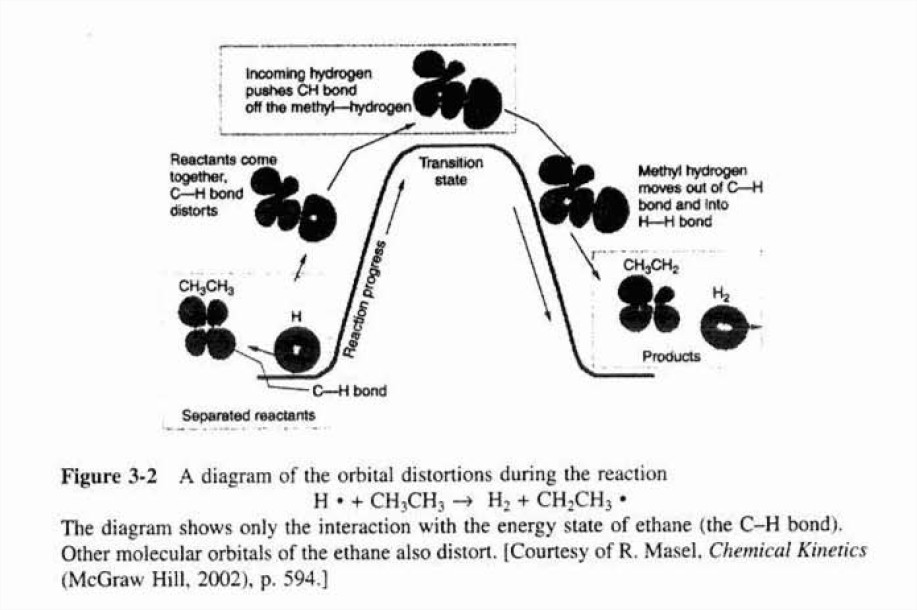 Incoming hydrogen
pushes CH bond
off the methyl—hydrogen
Reactants come
together,
C—H bond
distorts
Transition
state
Methyl hydrogen
moves out of C—H
bond and into
H—H bond
Reaction progress
CH₃CH₃
H
C—H bond
Separated reactants
CH₃CH₂
H₂
Products
Figure 3-2 A diagram of the orbital distortions during the reaction
H • + CH₃CH₃ → H₂ + CH₂CH₃ •
The diagram shows only the interaction with the energy state of ethane (the C–H bond).
Other molecular orbitals of the ethane also distort. [Courtesy of R. Masel, Chemical Kinetics
(McGraw Hill, 2002), p. 594.]